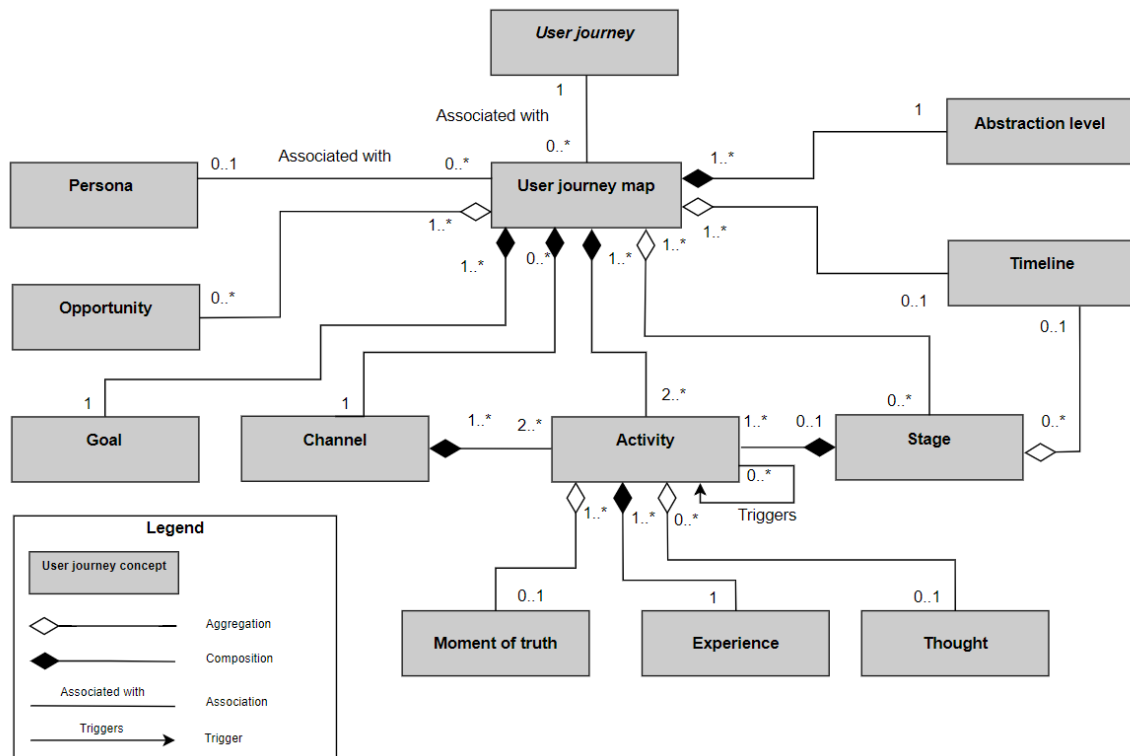 User journey
1
Associated with
0..*
Abstraction level
1
1..*
Persona
0..1
Associated with
0..*
User journey map
1..*
1..*
1..*
0..*
1..*
1..*
Timeline
0..1
0..1
Opportunity
0..*
1
1
2..*
0..*
0..*
Goal
Channel
1..*
2..*
Activity
1..*
0..1
Stage
0..*
Triggers
1..*
1..*
0..*
0..1
1
0..1
Moment of truth
Experience
Thought
Legend
User journey concept
Aggregation
Composition
Associated with
Association
Triggers
Trigger